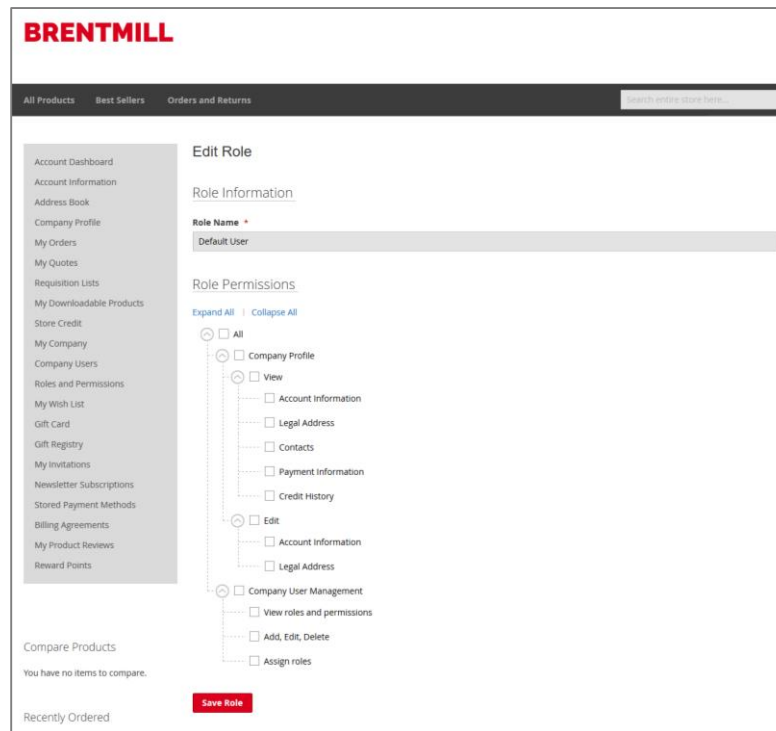 BRENTMILL
All Products Best Sellers Orders and Returns
Search entire store here...
Account Dashboard
Account Information
Address Book
Company Profile
My Orders
My Quotes
Requisition Lists
My Downloadable Products
Store Credit
My Company
Company Users
Roles and Permissions
My Wish List
Gift Card
Gift Registry
My Invitations
Newsletter Subscriptions
Stored Payment Methods
Billing Agreements
My Product Reviews
Reward Points
Compare Products
You have no items to compare.
Recently Ordered
Edit Role
Role Information
Role Name *
Default User
Role Permissions
Expand All | Collapse All
All
Company Profile
View
Account Information
Legal Address
Contacts
Payment Information
Credit History
Edit
Account Information
Legal Address
Company User Management
View roles and permissions
Add, Edit, Delete
Assign roles
Save Role